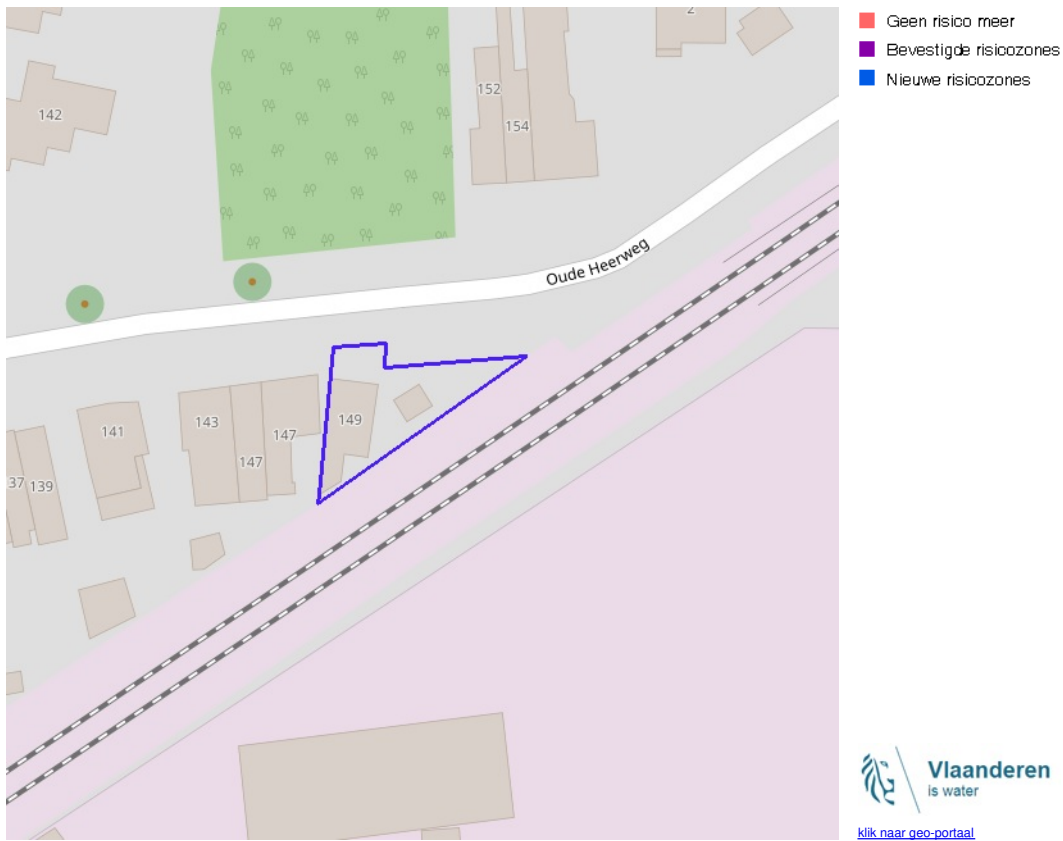 2
152
154
142
Oude Heerweg
149
143
141
147
147
37
139
Geen risico meer
Bevestigde risicozones
Nieuwe risicozones
Vlaanderen
is water
klik naar geo-portaal